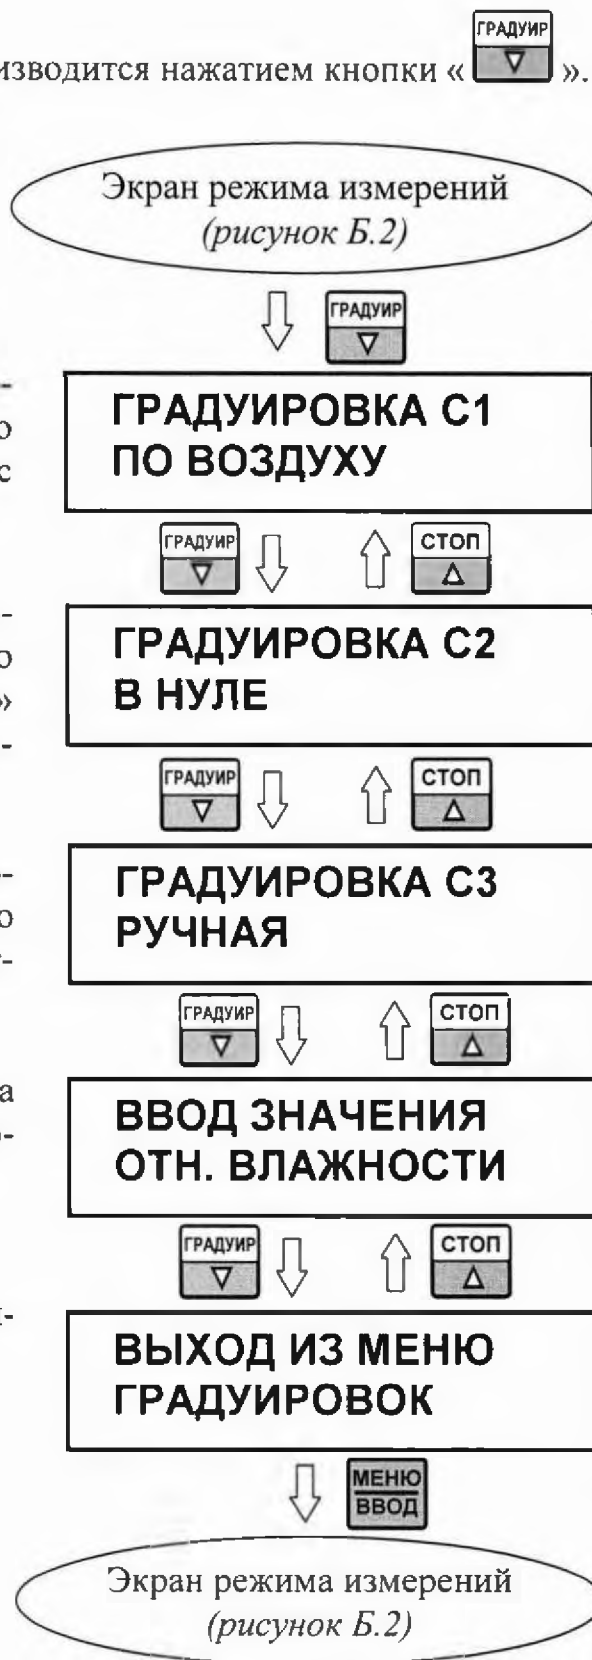 ГРАДУИР
изводится нажатием кнопки « ▽ ».
Экран режима измерений
(рисунок Б.2)
ГРАДУИР
▽
ГРАДУИРОВКА С1
ПО ВОЗДУХУ
-
о
с
ГРАДУИР СТОП
▽ △
ГРАДУИРОВКА С2
В НУЛЕ
-
о
»
-
ГРАДУИР СТОП
▽ △
ГРАДУИРОВКА С3
РУЧНАЯ
-
о
-
ГРАДУИР СТОП
▽ △
ВВОД ЗНАЧЕНИЯ
ОТН. ВЛАЖНОСТИ
а
-
ГРАДУИР СТОП
▽ △
ВЫХОД ИЗ МЕНЮ
ГРАДУИРОВОК
-
МЕНЮ
ВВОД
Экран режима измерений
(рисунок Б.2)